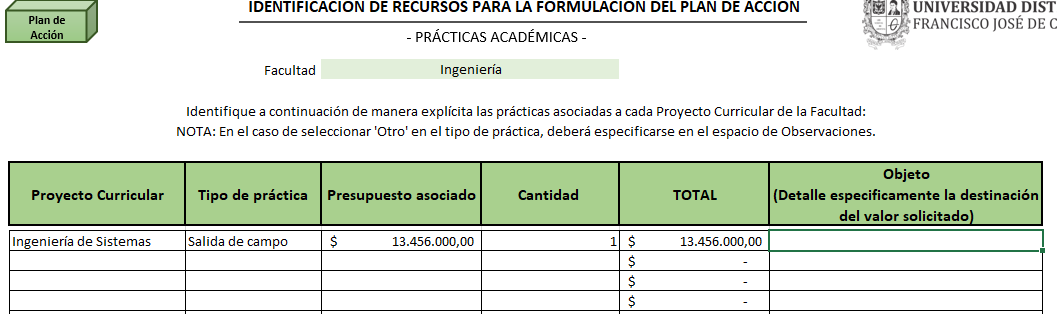 Plan de
Acción
IDENTIFICACIÓN DE RECURSOS PARA LA FORMULACIÓN DEL PLAN DE ACCIÓN
- PRÁCTICAS ACADÉMICAS -
UNIVERSIDAD DIST
FRANCISCO JOSÉ DE C
Facultad Ingeniería
Identifique a continuación de manera explícita las prácticas asociadas a cada Proyecto Curricular de la Facultad:
NOTA: En el caso de seleccionar 'Otro' en el tipo de práctica, deberá especificarse en el espacio de Observaciones.
Proyecto Curricular Tipo de práctica Presupuesto asociado Cantidad TOTAL Objeto
(Detalle especificamente la destinación
del valor solicitado)
Ingeniería de Sistemas Salida de campo $ 13.456.000,00 1 $ 13.456.000,00
$ -
$ -
$ -